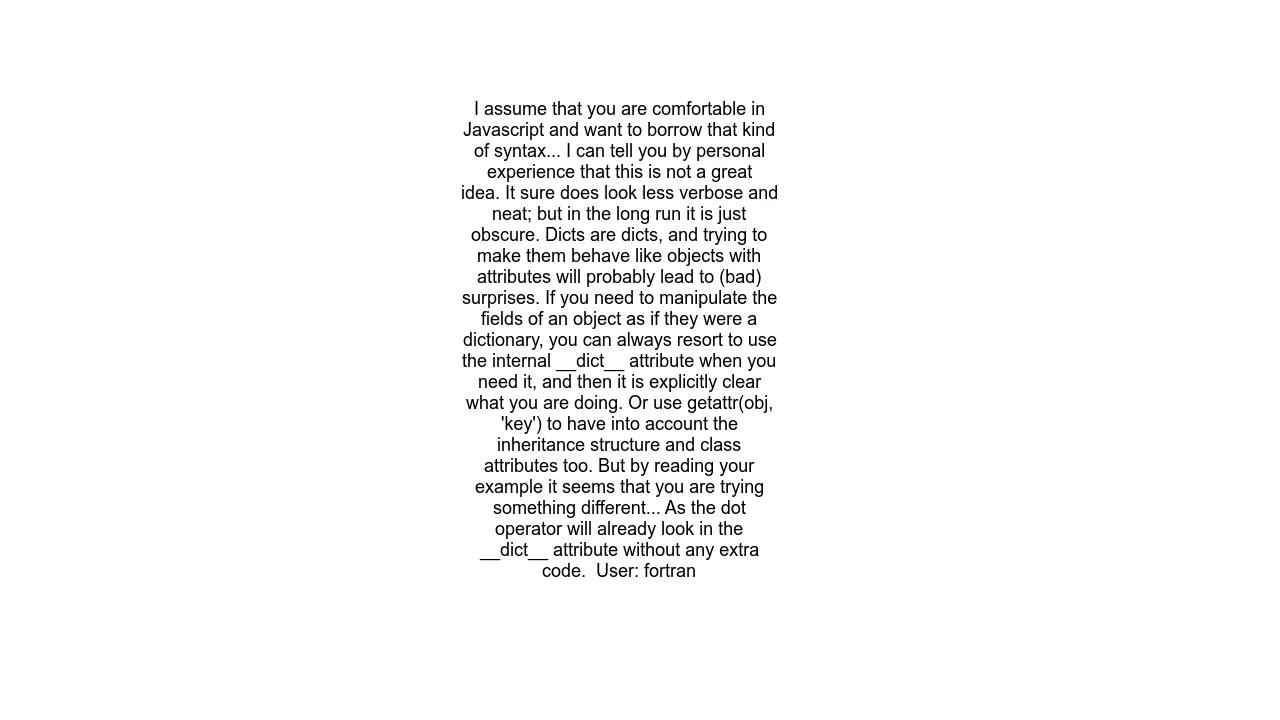 I assume that you are comfortable in
Javascript and want to borrow that kind
of syntax... I can tell you by personal
experience that this is not a great
idea. It sure does look less verbose and
neat; but in the long run it is just
obscure. Dicts are dicts, and trying to
make them behave like objects with
attributes will probably lead to (bad)
surprises. If you need to manipulate the
fields of an object as if they were a
dictionary, you can always resort to use
the internal __dict__ attribute when you
need it, and then it is explicitly clear
what you are doing. Or use getattr(obj,
'key') to have into account the
inheritance structure and class
attributes too. But by reading your
example it seems that you are trying
something different... As the dot
operator will already look in the
__dict__ attribute without any extra
code.  User: fortran